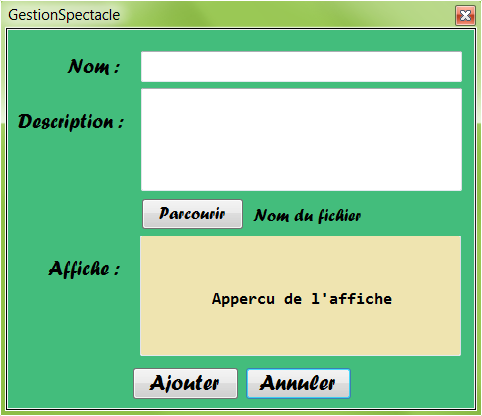 GestionSpectacle
Nom :
Description :
Parcourir Nom du fichier
Affiche :
Appercu de l'affiche
Ajouter Annuler